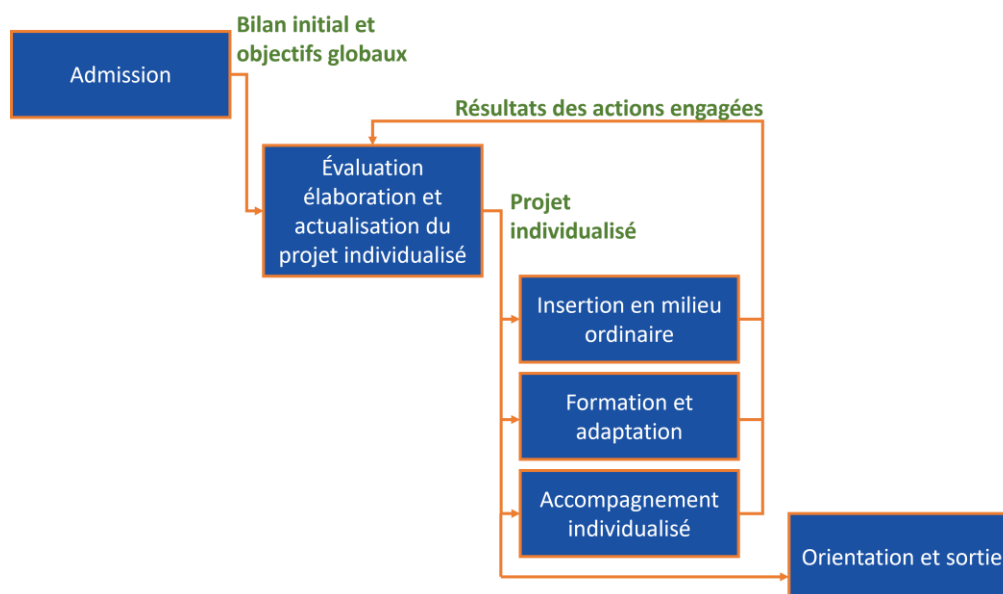 Bilan initial et
objectifs globaux
Admission
Résultats des actions engagées
Évaluation
élaboration et
actualisation du
projet individualisé
Projet
individualisé
Insertion en milieu
ordinaire
Formation et
adaptation
Accompagnement
individualisé
Orientation et sortie